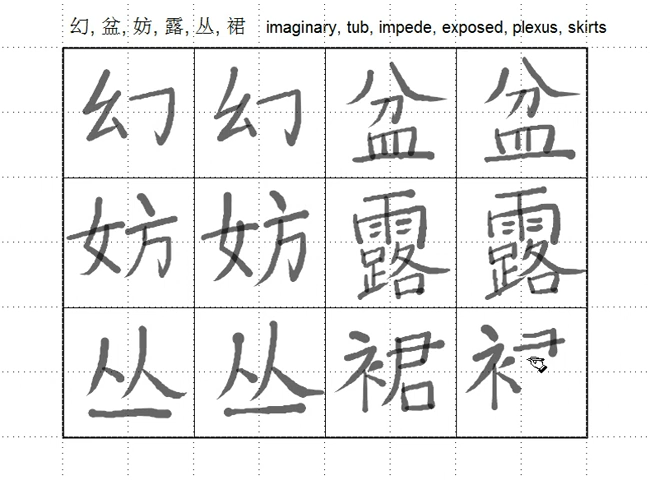 幻, 盆, 妨, 露, 丛, 裙 imaginary, tub, impede, exposed, plexus, skirts
幻 幻 盆 盆
妨 妨 露 露
丛 丛 裙